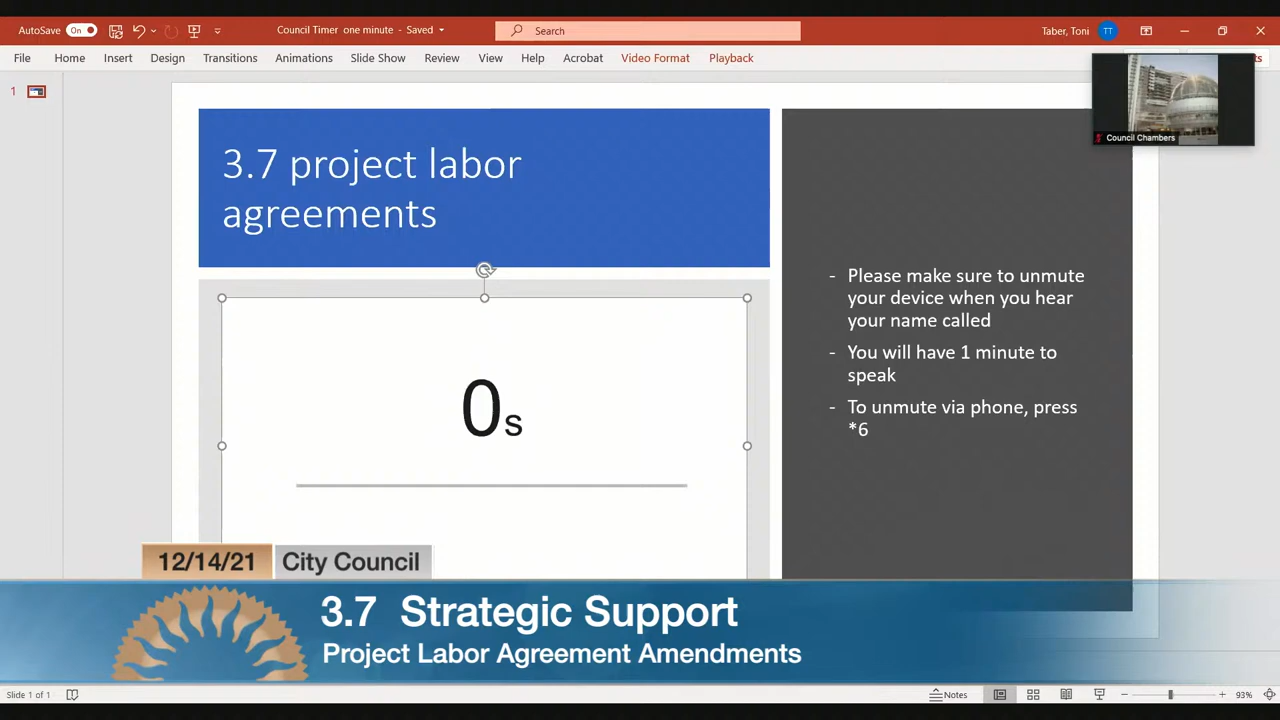 AutoSave On
Council Timer one minute - Saved
Search
Taber, Toni TT
File Home Insert Design Transitions Animations Slide Show Review View Help Acrobat Video Format Playback
1
Council Chambers
3.7 project labor
agreements
0s
- Please make sure to unmute
your device when you hear
your name called
- You will have 1 minute to
speak
- To unmute via phone, press
*6
12/14/21 City Council
3.7 Strategic Support
Project Labor Agreement Amendments
Slide 1 of 1
Notes
93%